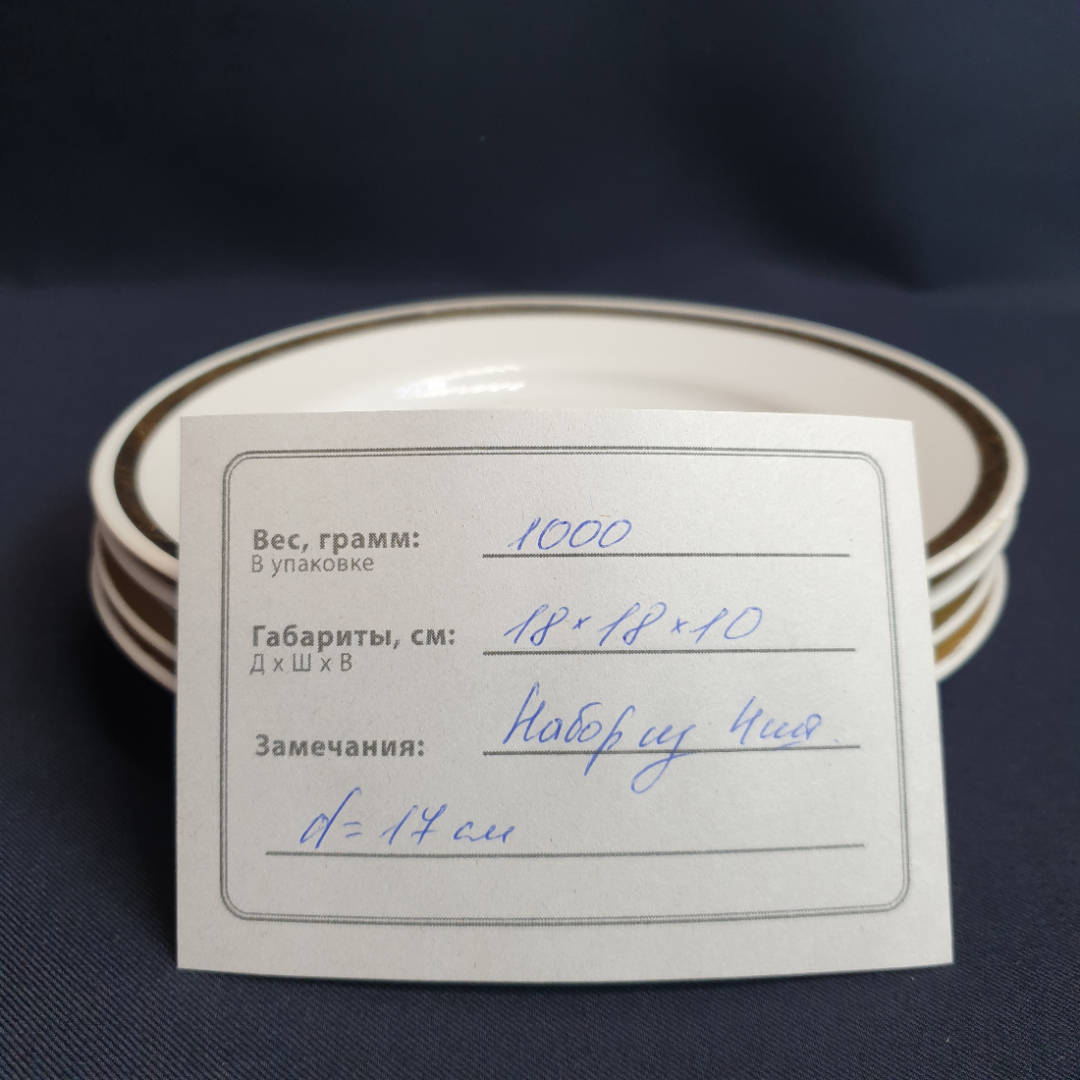 Вес, грамм: 1000
В упаковке
Габариты, см: 18×18×10
Д х Ш х В
Замечания: Набор из 4шт
d= 17 см